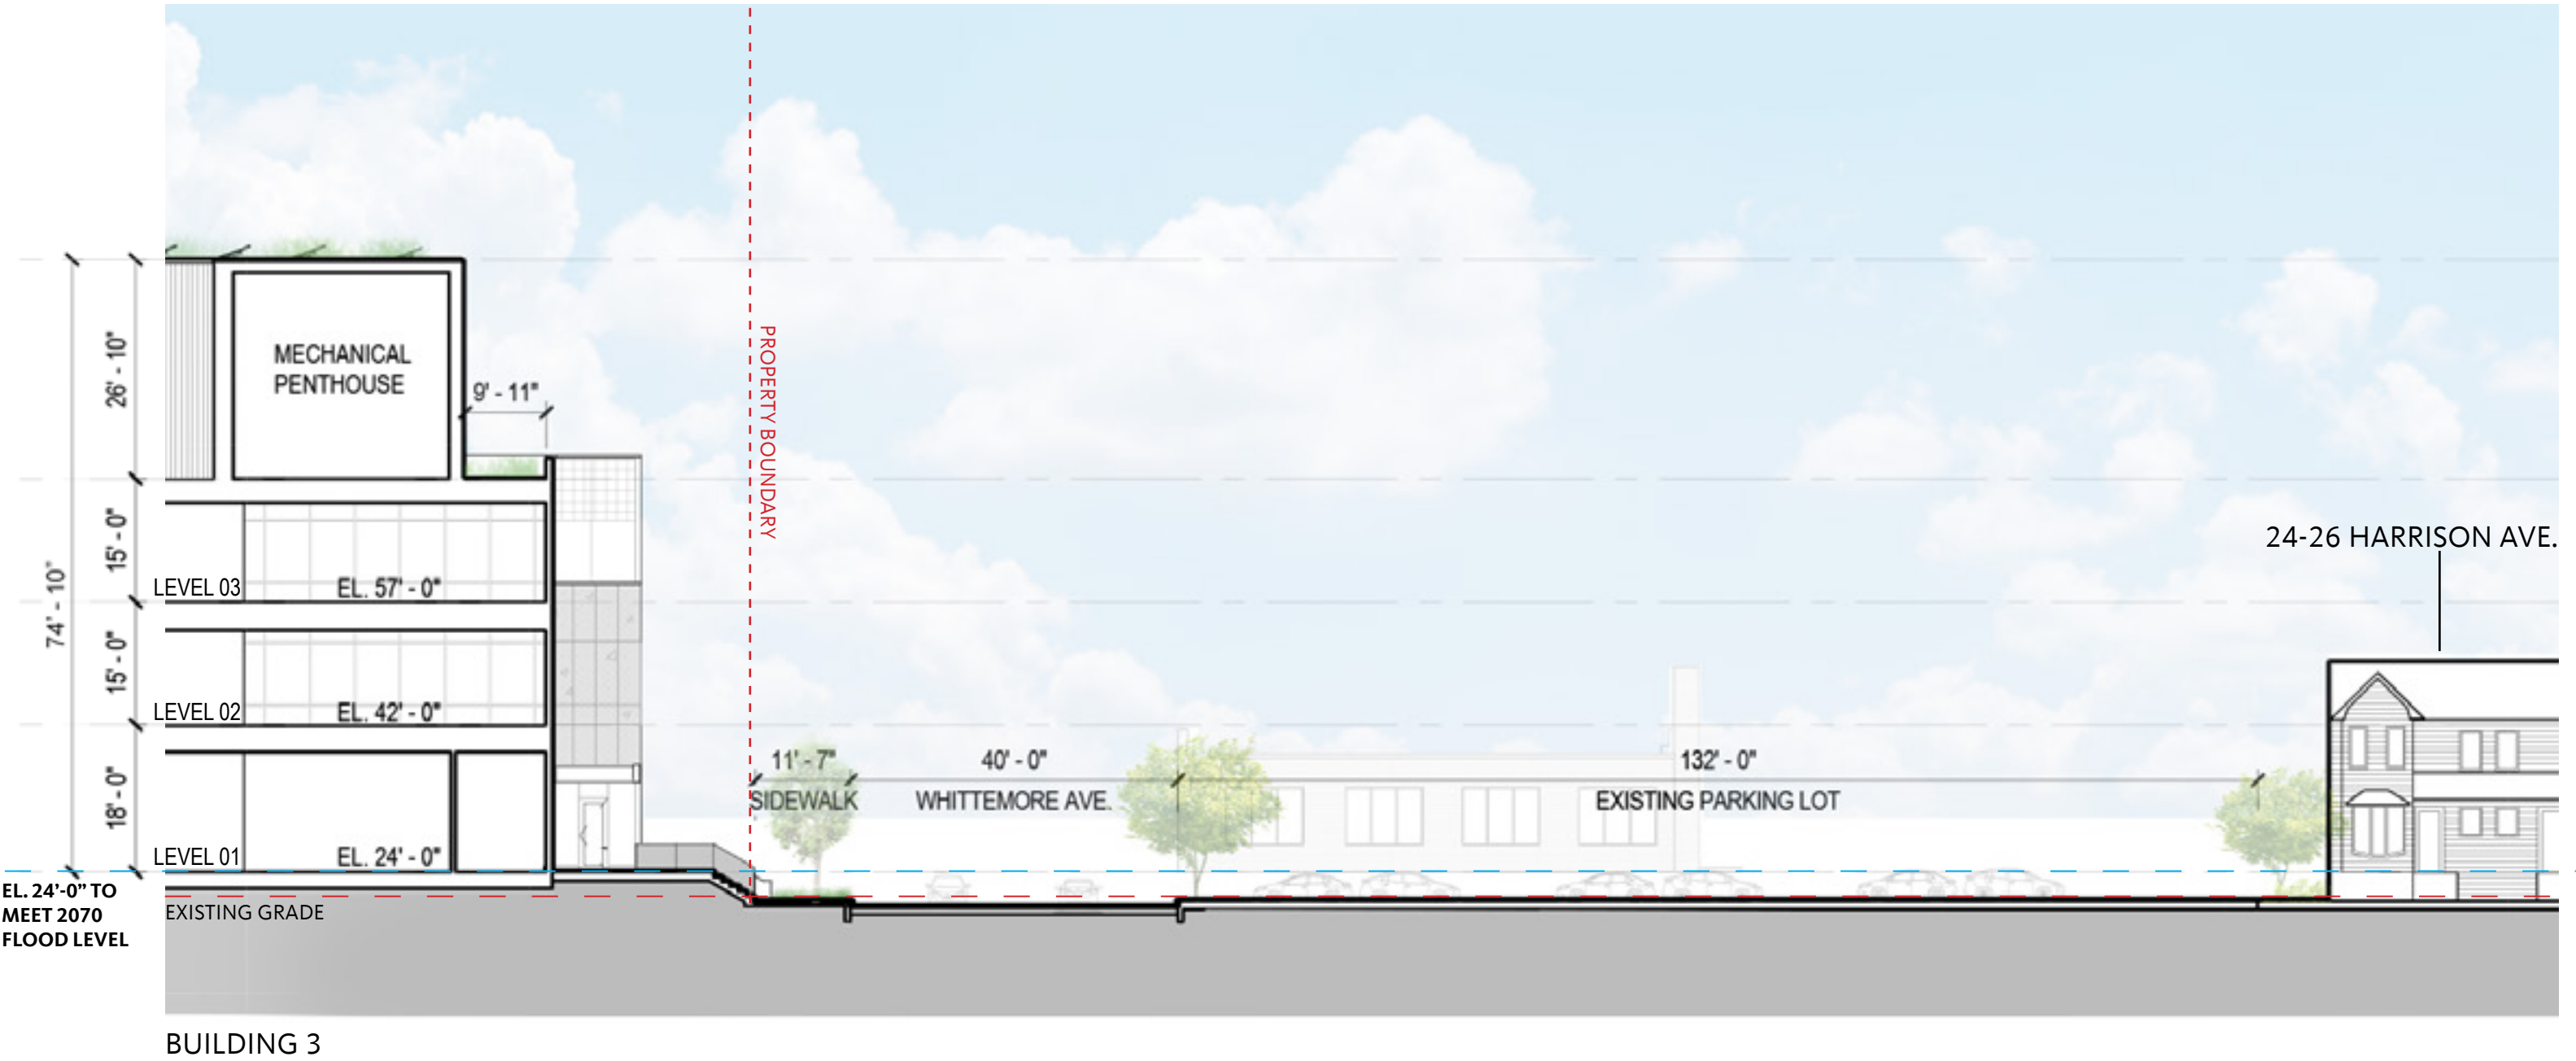 74' - 10"
26' - 10"
15' - 0"
15' - 0"
18' - 0"
MECHANICAL
PENTHOUSE
9' - 11"
PROPERTY BOUNDARY
LEVEL 03
EL. 57' - 0"
LEVEL 02
EL. 42' - 0"
LEVEL 01
EL. 24' - 0"
24-26 HARRISON AVE.
11' - 7"
SIDEWALK
40' - 0"
WHITTEMORE AVE.
132' - 0"
EXISTING PARKING LOT
EL. 24'-0” TO
MEET 2070
FLOOD LEVEL
EXISTING GRADE
BUILDING 3